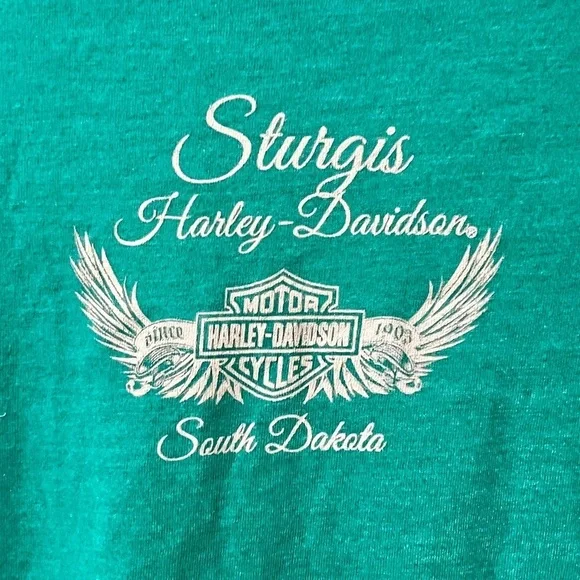 Sturgis
Harley-Davidson®
MOTOR
since HARLEY-DAVIDSON 1903
CYCLES
South Dakota